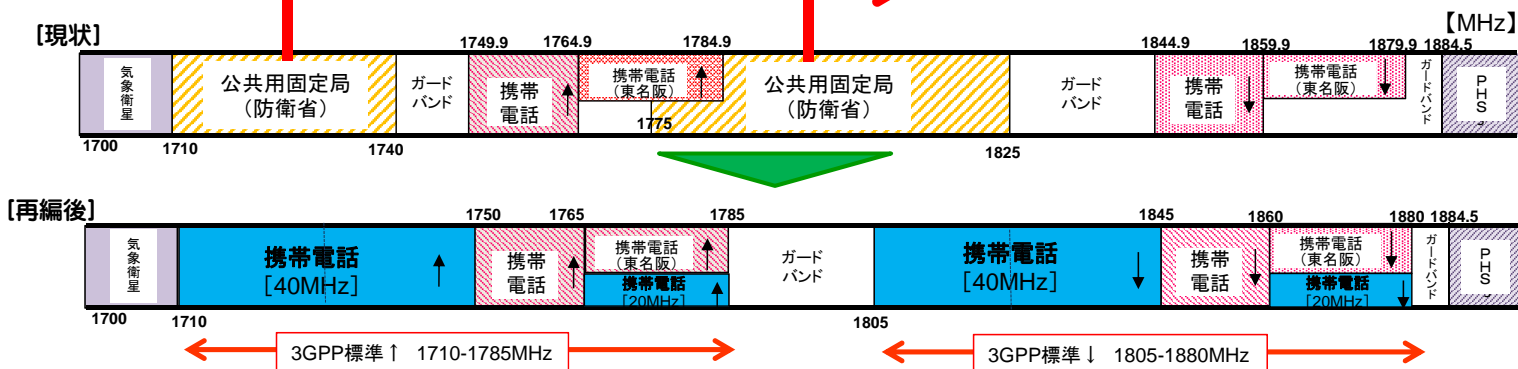 [現状]
【MHz】
1749.9 1764.9 1784.9 1844.9 1859.9 1879.9 1884.5
気象衛星
公共用固定局
(防衛省)
ガード
バンド
携帯
電話
↑
携帯電話
(東名阪)
↑
公共用固定局
(防衛省)
ガード
バンド
携帯
電話
↓
携帯電話
(東名阪)
↓
ガードバンド
PHS
1775
1700 1710 1740 1825
[再編後]
1750 1765 1785 1845 1860 1880 1884.5
気象衛星
携帯電話
[40MHz]
↑
携帯
電話
↑
携帯電話
(東名阪)
↑
携帯電話
[20MHz]
↑
ガード
バンド
携帯電話
[40MHz]
↓
携帯
電話
↓
携帯電話
(東名阪)
↓
携帯電話
[20MHz]
↓
ガードバンド
PHS
1700 1710 1805
3GPP標準↑ 1710-1785MHz
3GPP標準↓ 1805-1880MHz